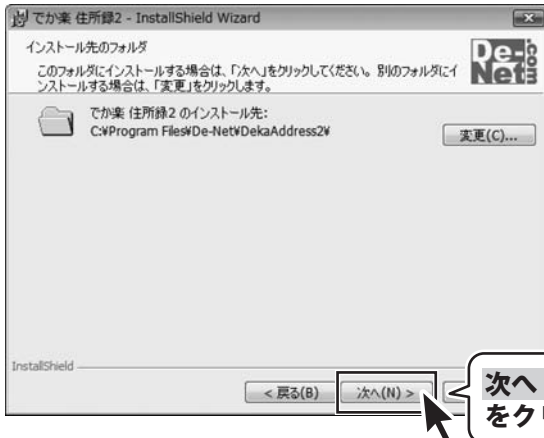 でか楽 住所録2 - InstallShield Wizard
インストール先のフォルダ
このフォルダにインストールする場合は、「次へ」をクリックしてください。別のフォルダにイ
ンストールする場合は、「変更」をクリックします。
De-Net.com
でか楽 住所録2 のインストール先:
C:¥Program Files¥De-Net¥DekaAddress2¥
変更(C)...
InstallShield
< 戻る(B)
次へ(N) >
次へ
をク